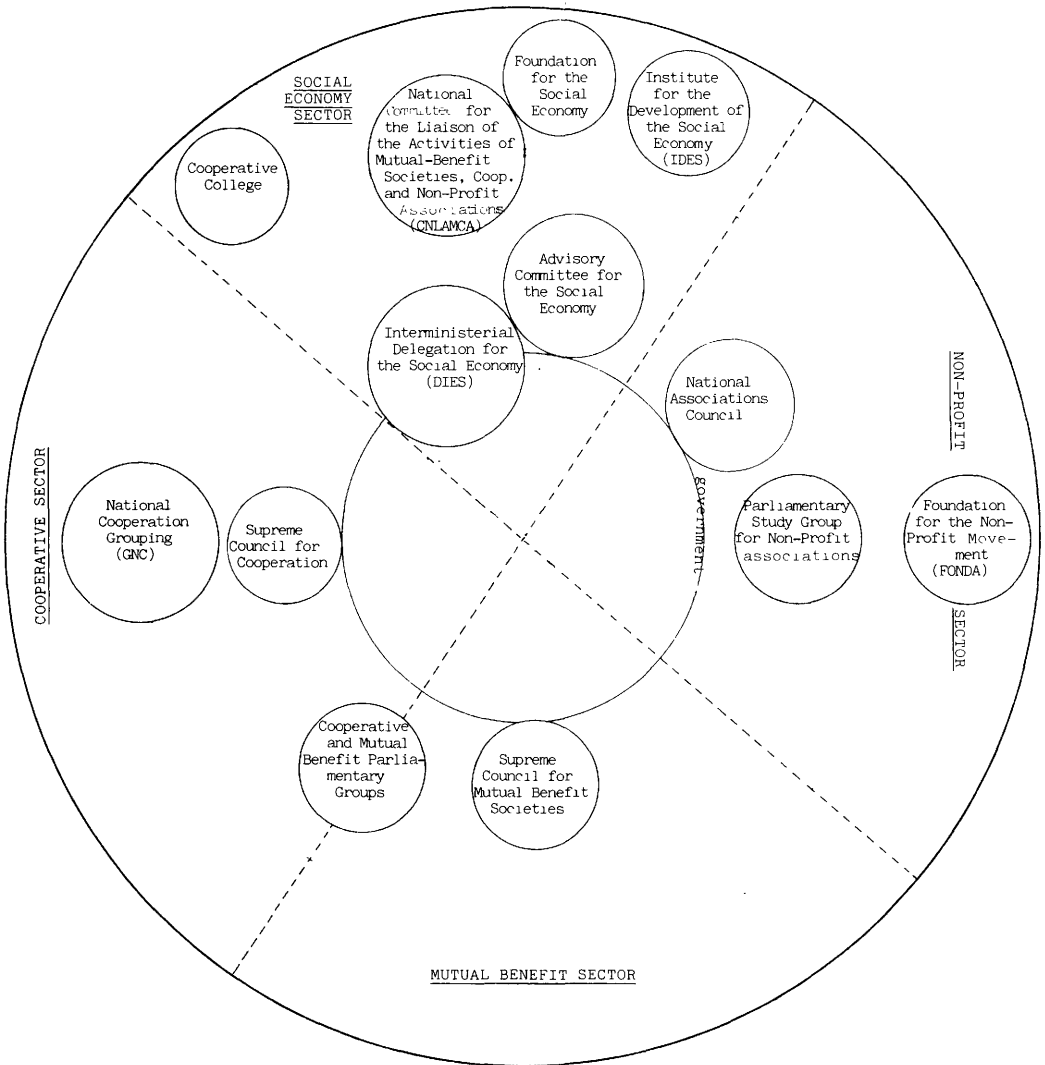 SOCIAL
ECONOMY
SECTOR
Foundation
for the
Social
Economy
Institute
for the
Development of
the Social
Economy
(IDES)
National
Committee for
the Liaison of
the Activities of
Mutual-Benefit
Societies, Coop.
and Non-Profit
Associations
(CNLAMCA)
Cooperative
College
Advisory
Committee for
the Social
Economy
Interministerial
Delegation for
the Social Economy
(DIES)
National
Associations
Council
NON-PROFIT
SECTOR
COOPERATIVE SECTOR
National
Cooperation
Grouping
(GNC)
Supreme
Council for
Cooperation
government
Parliamentary
Study Group
for Non-Profit
associations
Foundation
for the Non-
Profit Move-
ment
(FONDA)
Cooperative
and Mutual
Benefit Parlia-
mentary
Groups
Supreme
Council for
Mutual Benefit
Societies
MUTUAL BENEFIT SECTOR